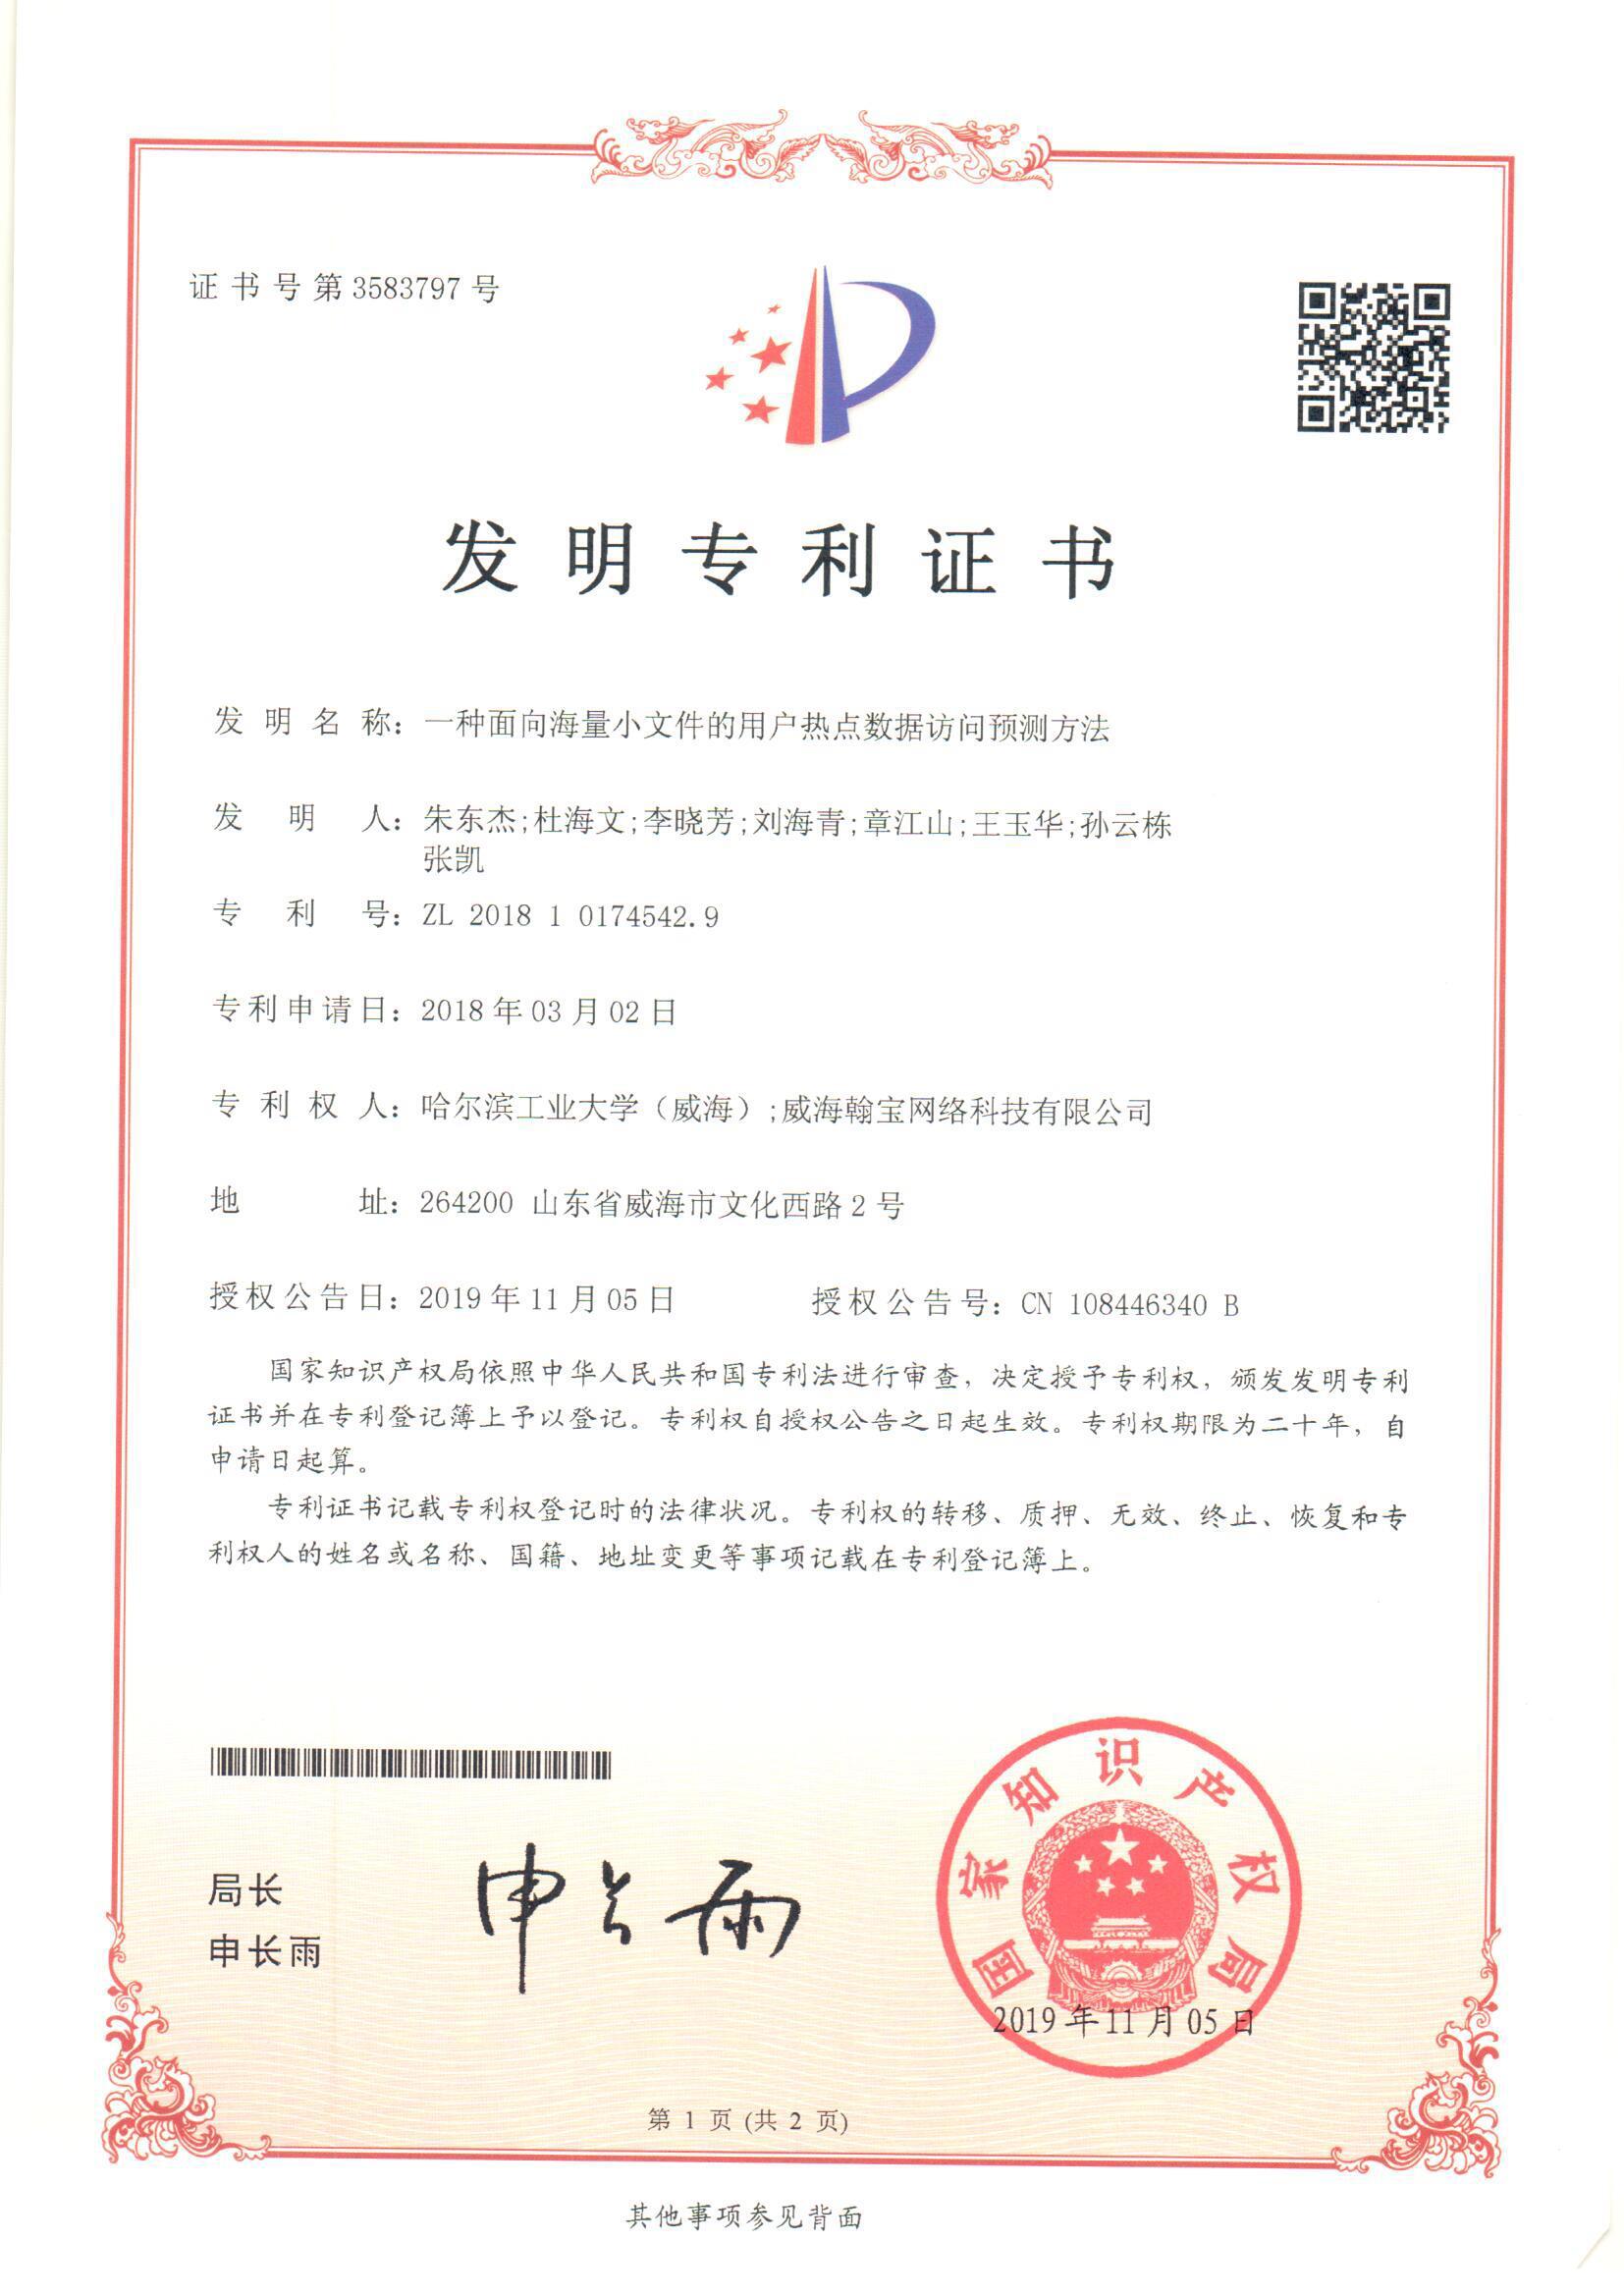 证书号第3583797号
发明专利证书
发明名称：一种面向海量小文件的用户热点数据访问预测方法
发明人：朱东杰;杜海文;李晓芳;刘海青;章江山;王玉华;孙云栋
张凯
专利号：ZL 2018 1 0174542.9
专利申请日：2018年03月02日
专利权人：哈尔滨工业大学（威海）;威海翰宝网络科技有限公司
地址：264200 山东省威海市文化西路2号
授权公告日：2019年11月05日 授权公告号：CN 108446340 B
国家知识产权局依照中华人民共和国专利法进行审查，决定授予专利权，颁发发明专利
证书并在专利登记簿上予以登记。专利权自授权公告之日起生效。专利权期限为二十年，自
申请日起算。
专利证书记载专利权登记时的法律状况。专利权的转移、质押、无效、终止、恢复和专
利权人的姓名或名称、国籍、地址变更等事项记载在专利登记簿上。
局长
申长雨
申长雨
国家知识产权局
2019年11月05日
第 1 页 (共 2 页)
其他事项参见背面